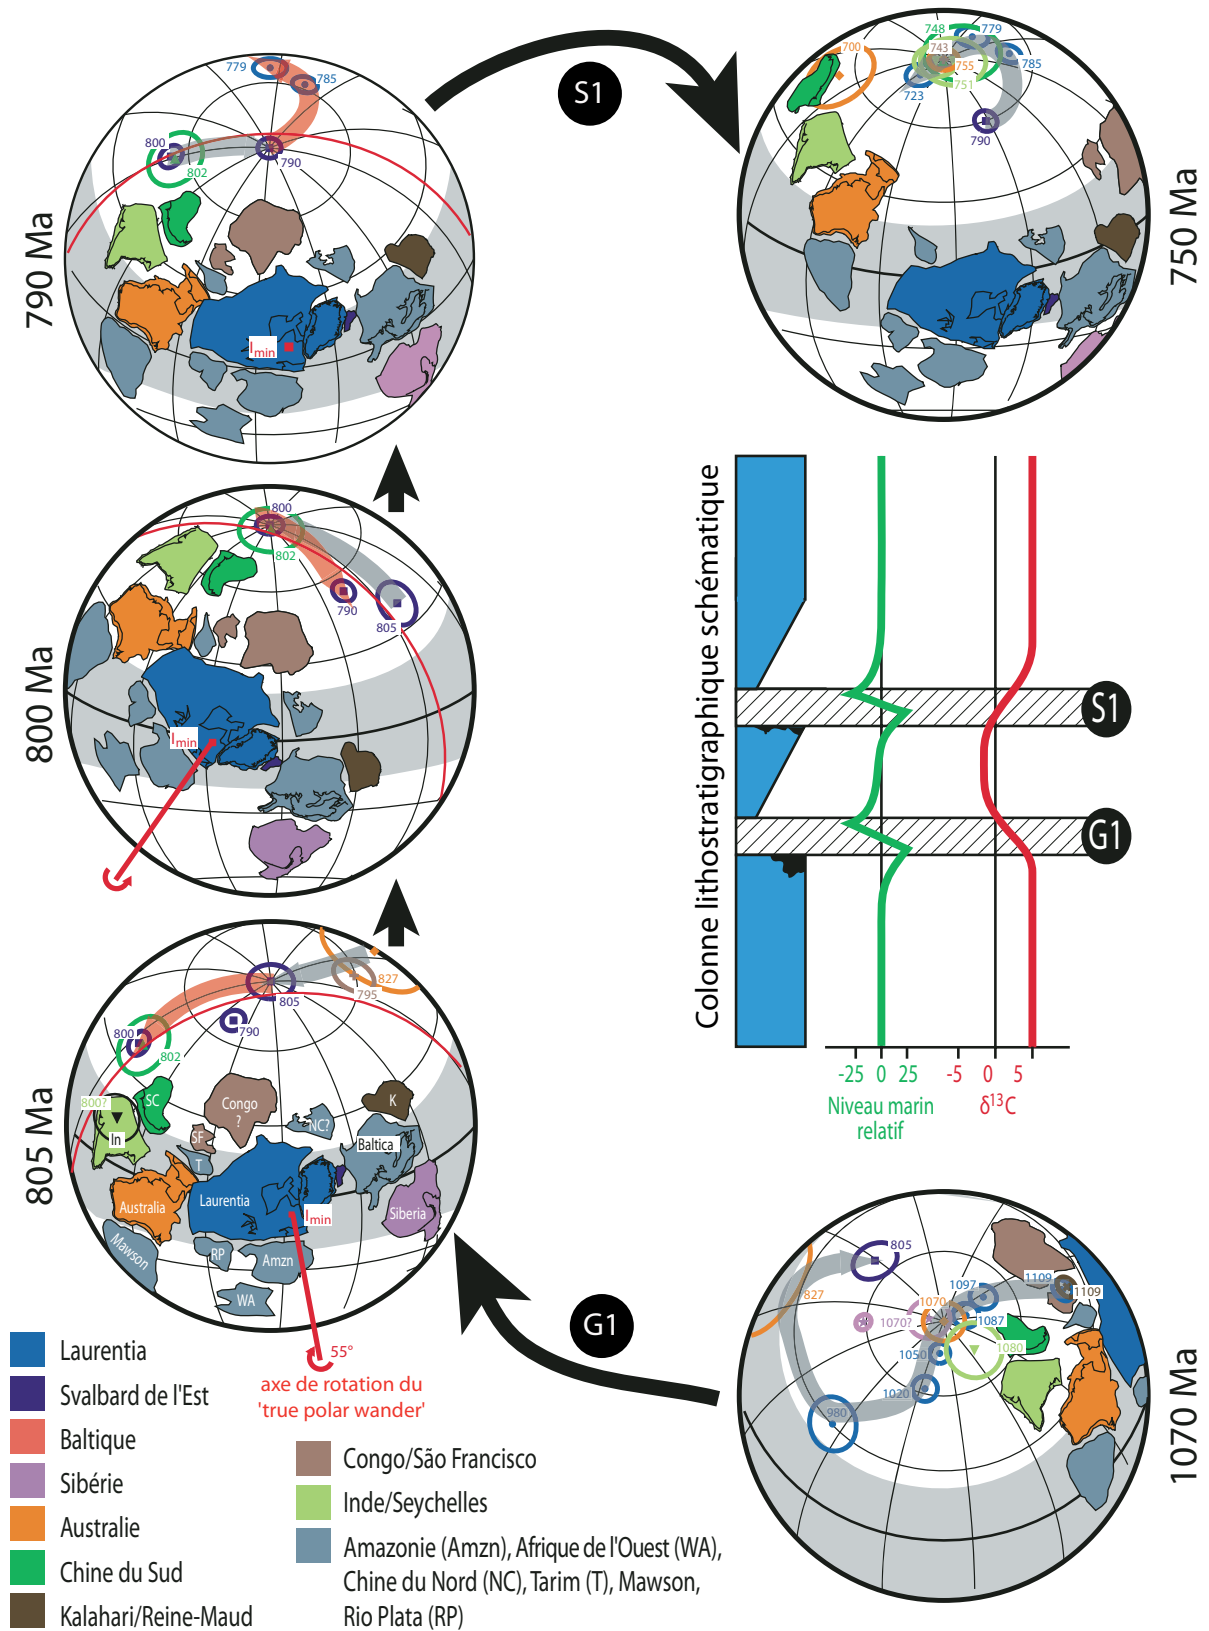 779
785
800
802
790
790 Ma
Imin
S1
748
779
743
700
755
785
751
723
790
750 Ma
800
802
790
805
800 Ma
Imin
Colonne lithostratigraphique schématique
S1
G1
-25 0 25 -5 0 5
Niveau marin
relatif
δ13C
827
795
805
800
790
802
805 Ma
800?
In
SC
Congo
?
K
SF
NC?
T
Baltica
Laurentia
Australia
Imin
Siberia
Mawson
RP
Amzn
WA
55°
axe de rotation du
'true polar wander'
G1
805
827
1097
1109
1109
1070
1070?
1087
1080
1050
1020
980
1070 Ma
Laurentia
Svalbard de l'Est
Baltique
Sibérie
Australie
Chine du Sud
Kalahari/Reine-Maud
Congo/São Francisco
Inde/Seychelles
Amazonie (Amzn), Afrique de l'Ouest (WA),
Chine du Nord (NC), Tarim (T), Mawson,
Rio Plata (RP)